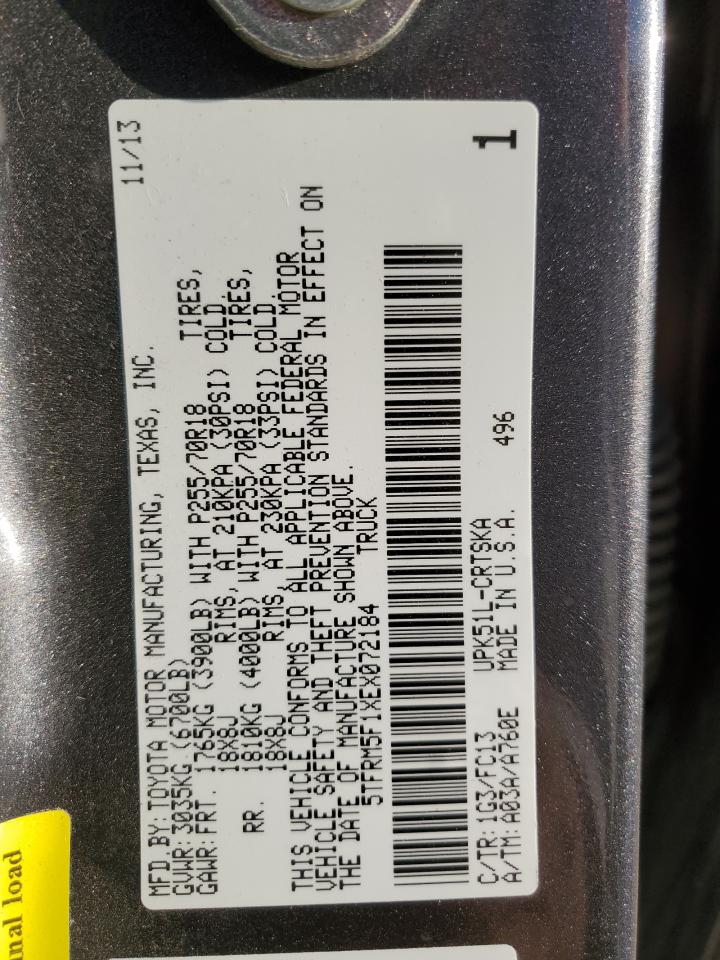 MFD BY: TOYOTA MOTOR MANUFACTURING, TEXAS, INC. 11/13
GVWR: 3035KG (6700LB)
GAWR: FRT. 1765KG (3900LB) WITH P255/70R18 TIRES,
18X8J RIMS, AT 210KPA (30PSI) COLD.
RR. 1810KG (4000LB) WITH P255/70R18 TIRES,
18X8J RIMS, AT 230KPA (33PSI) COLD.
THIS VEHICLE CONFORMS TO ALL APPLICABLE FEDERAL MOTOR
VEHICLE SAFETY AND THEFT PREVENTION STANDARDS IN EFFECT ON
THE DATE OF MANUFACTURE SHOWN ABOVE.
5TFRM5F1XEX072184 TRUCK
C/TR: 1G3/FC13 UPK51L-CRTSKA 496
A/TM: A03A/A760E MADE IN U.S.A.
1
load